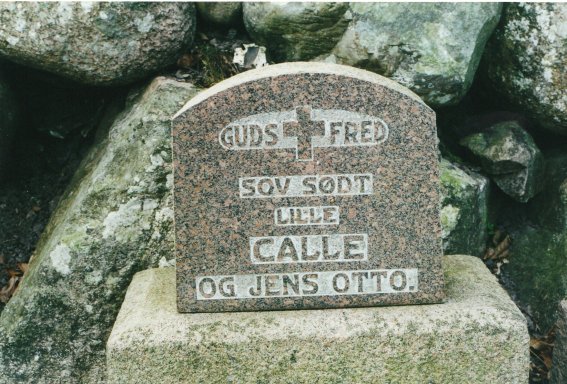 GUDS FRED
SOV SØDT
LILLE
CALLE
OG JENS OTTO.